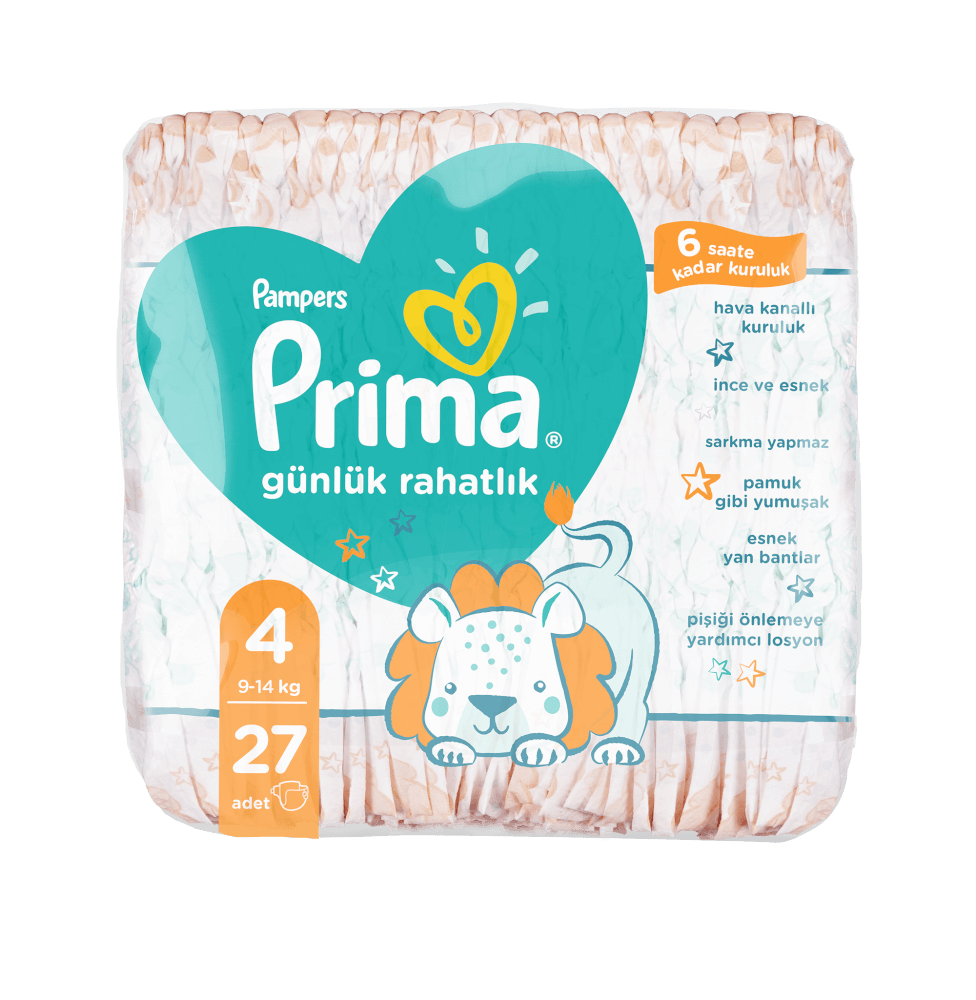 Pampers
Prima®
günlük rahatlık
6 saate
kadar kuruluk
hava kanallı
kuruluk
ince ve esnek
sarkma yapmaz
pamuk
gibi yumuşak
esnek
yan bantlar
pişiği önlemeye
yardımcı losyon
4
9-14 kg
27
adet